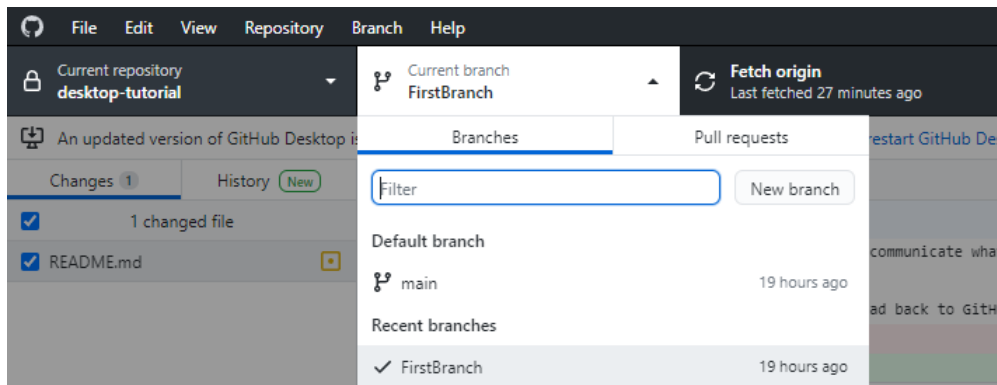 File Edit View Repository Branch Help
Current repository
desktop-tutorial
Current branch
FirstBranch
Fetch origin
Last fetched 27 minutes ago
An updated version of GitHub Desktop is
restart GitHub De
Branches
Pull requests
Changes 1
History New
Filter
New branch
1 changed file
README.md
Default branch
main 19 hours ago
Recent branches
FirstBranch 19 hours ago
communicate wha
ad back to GitH